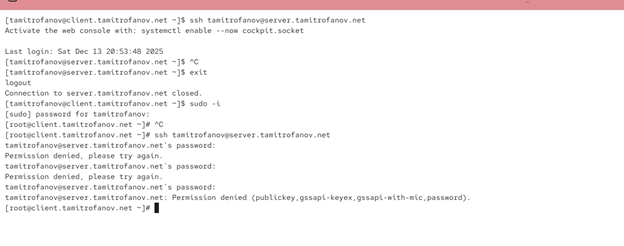 [tamitrofanov@client.tamitrofanov.net ~]$ ssh tamitrofanov@server.tamitrofanov.net
Activate the web console with: systemctl enable --now cockpit.socket
Last login: Sat Dec 13 20:53:48 2025
[tamitrofanov@server.tamitrofanov.net ~]$ ^C
[tamitrofanov@server.tamitrofanov.net ~]$ exit
logout
Connection to server.tamitrofanov.net closed.
[tamitrofanov@client.tamitrofanov.net ~]$ sudo -i
[sudo] password for tamitrofanov:
[root@client.tamitrofanov.net ~]# ^C
[root@client.tamitrofanov.net ~]# ssh tamitrofanov@server.tamitrofanov.net
tamitrofanov@server.tamitrofanov.net's password:
Permission denied, please try again.
tamitrofanov@server.tamitrofanov.net's password:
Permission denied, please try again.
tamitrofanov@server.tamitrofanov.net's password:
tamitrofanov@server.tamitrofanov.net: Permission denied (publickey,gssapi-keyex,gssapi-with-mic,password).
[root@client.tamitrofanov.net ~]#